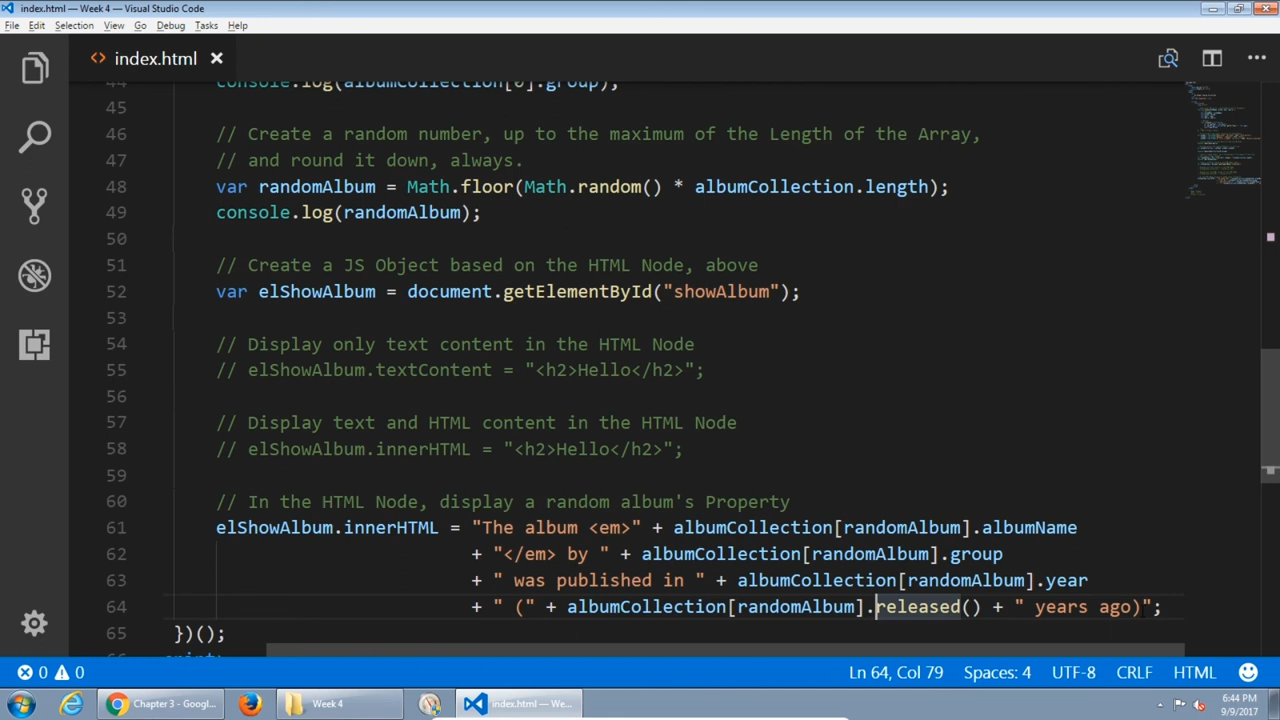 index.html — Week 4 — Visual Studio Code
File Edit Selection View Go Debug Tasks Help
index.html
44 console.log(albumCollection[0].group);
45
46 // Create a random number, up to the maximum of the Length of the Array,
47 // and round it down, always.
48 var randomAlbum = Math.floor(Math.random() * albumCollection.length);
49 console.log(randomAlbum);
50
51 // Create a JS Object based on the HTML Node, above
52 var elShowAlbum = document.getElementById("showAlbum");
53
54 // Display only text content in the HTML Node
55 // elShowAlbum.textContent = "<h2>Hello</h2>";
56
57 // Display text and HTML content in the HTML Node
58 // elShowAlbum.innerHTML = "<h2>Hello</h2>";
59
60 // In the HTML Node, display a random album's Property
61 elShowAlbum.innerHTML = "The album <em>" + albumCollection[randomAlbum].albumName
62 + "</em> by " + albumCollection[randomAlbum].group
63 + " was published in " + albumCollection[randomAlbum].year
64 + " (" + albumCollection[randomAlbum].released() + " years ago)";
65 })();
0 0 Ln 64, Col 79 Spaces: 4 UTF-8 CRLF HTML
Chapter 3 - Googl... Week 4 index.html — We...
6:44 PM
9/9/2017